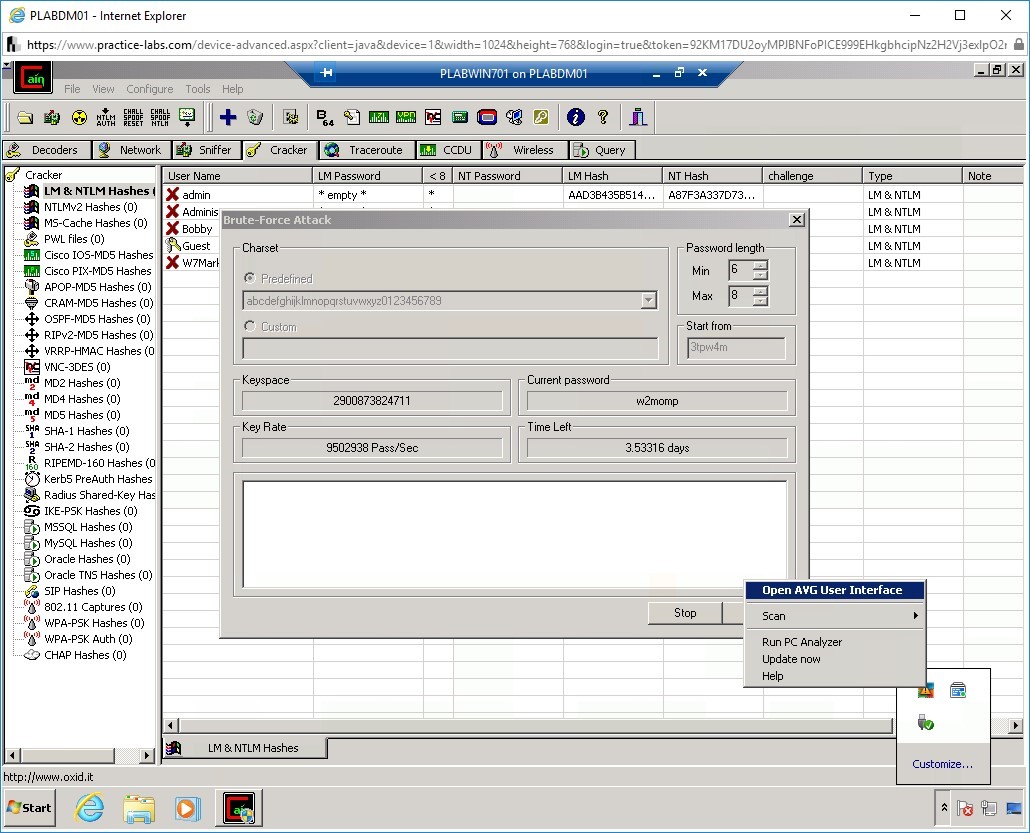 PLABDM01 - Internet Explorer
https://www.practice-labs.com/device-advanced.aspx?client=java&device=1&width=1024&height=768&login=true&token=92KM17DU2oyMPJBNFoPICE999EHkgbhcipNz2H2Vj3exlpO2r
Cain
File View Configure Tools Help
PLABWIN701 on PLABDM01
NTLM AUTH CHALL SPOOF RESET CHALL SPOOF NTLM B64
Decoders Network Sniffer Cracker Traceroute CCDU Wireless Query
Cracker
LM & NTLM Hashes (
NTLMv2 Hashes (0)
MS-Cache Hashes (0)
PWL files (0)
Cisco IOS-MD5 Hashes
Cisco PIX-MD5 Hashes
APOP-MD5 Hashes (0)
CRAM-MD5 Hashes (0)
OSPF-MD5 Hashes (0)
RIPv2-MD5 Hashes (0)
VRRP-HMAC Hashes (0
VNC-3DES (0)
MD2 Hashes (0)
MD4 Hashes (0)
MD5 Hashes (0)
SHA-1 Hashes (0)
SHA-2 Hashes (0)
RIPEMD-160 Hashes (0
Kerb5 PreAuth Hashes
Radius Shared-Key Has
IKE-PSK Hashes (0)
MSSQL Hashes (0)
MySQL Hashes (0)
Oracle Hashes (0)
Oracle TNS Hashes (0)
SIP Hashes (0)
802.11 Captures (0)
WPA-PSK Hashes (0)
WPA-PSK Auth (0)
CHAP Hashes (0)
User Name LM Password < 8 NT Password LM Hash NT Hash challenge Type Note
admin * empty * * AAD3B435B514... A87F3A337D73... LM & NTLM
Adminis LM & NTLM
Bobby LM & NTLM
Guest LM & NTLM
W7Mark LM & NTLM
Brute-Force Attack
Charset
Predefined
abcdefghijklmnopqrstuvwxyz0123456789
Custom
Password length
Min 6
Max 8
Start from
3tpw4m
Keyspace
2900873824711
Current password
w2momp
Key Rate
9502938 Pass/Sec
Time Left
3.53316 days
Stop
Open AVG User Interface
Scan
Run PC Analyzer
Update now
Help
Customize...
LM & NTLM Hashes
http://www.oxid.it
Start